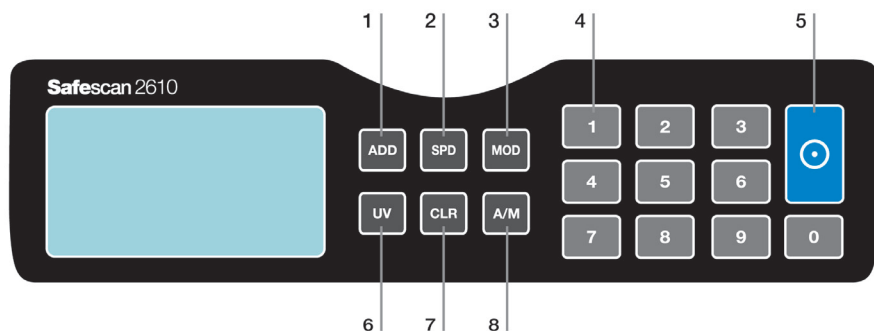 1 2 3 4 5
Safescan 2610
ADD SPD MOD 1 2 3
4 5 6
UV CLR A/M
7 8 9 0
6 7 8